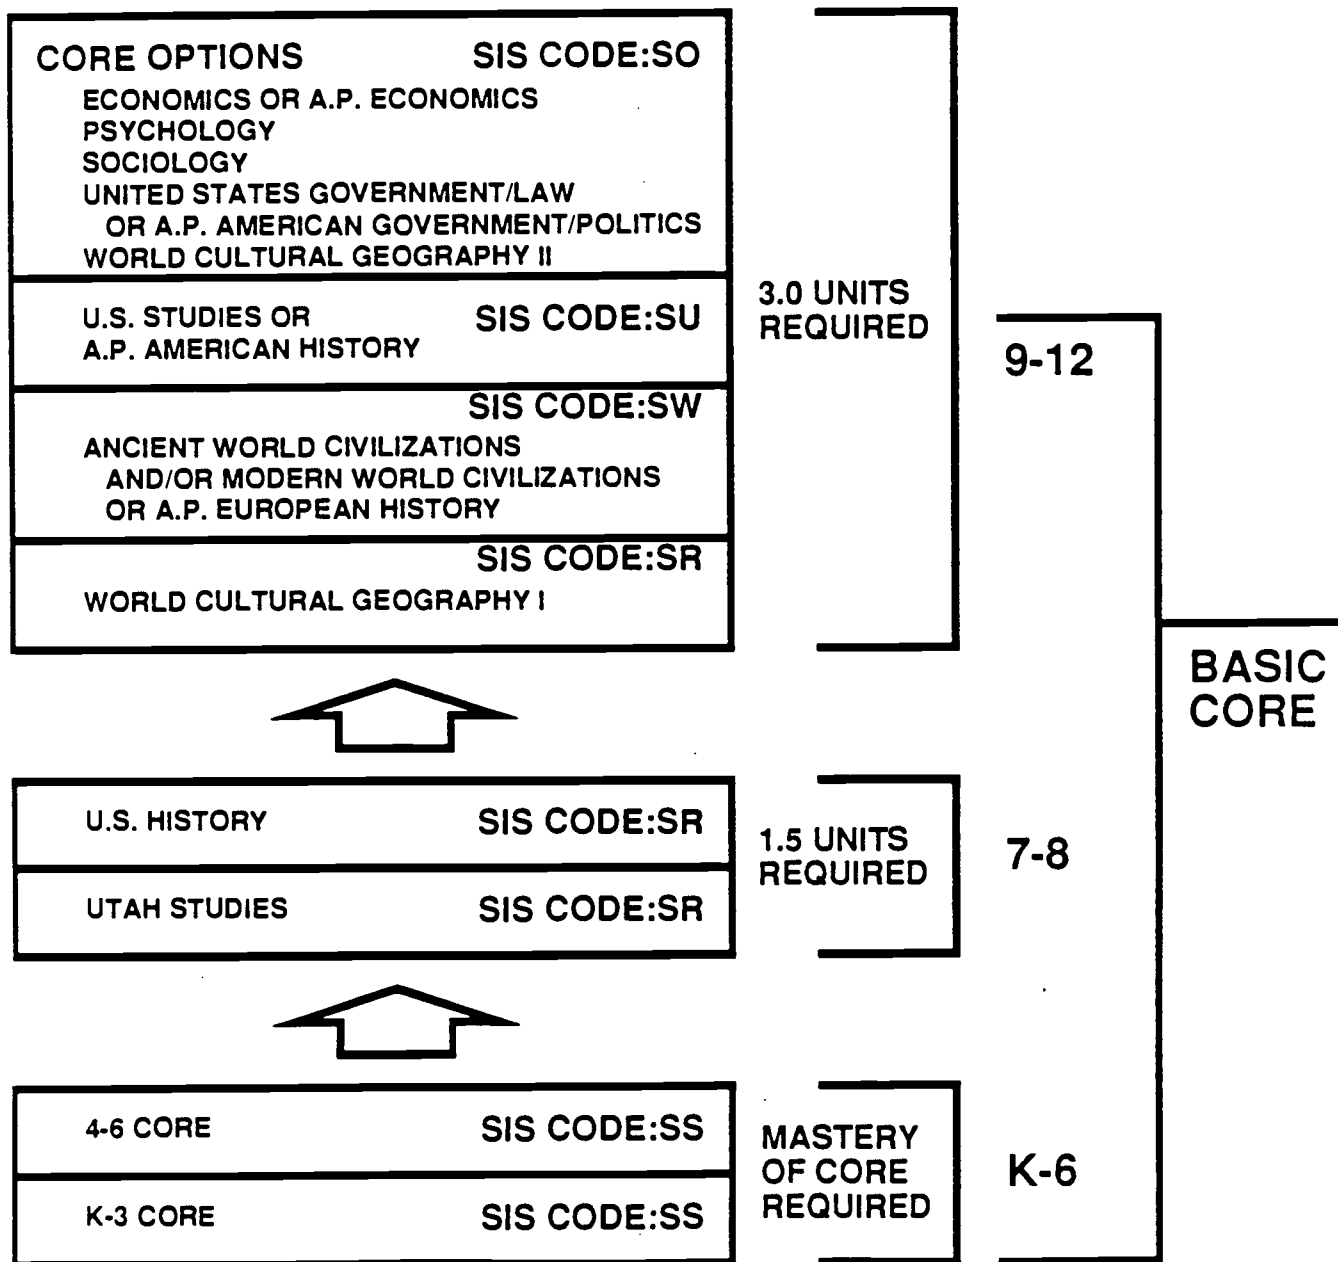 CORE OPTIONS SIS CODE:SO
ECONOMICS OR A.P. ECONOMICS
PSYCHOLOGY
SOCIOLOGY
UNITED STATES GOVERNMENT/LAW
OR A.P. AMERICAN GOVERNMENT/POLITICS
WORLD CULTURAL GEOGRAPHY II
U.S. STUDIES OR SIS CODE:SU
A.P. AMERICAN HISTORY
SIS CODE:SW
ANCIENT WORLD CIVILIZATIONS
AND/OR MODERN WORLD CIVILIZATIONS
OR A.P. EUROPEAN HISTORY
SIS CODE:SR
WORLD CULTURAL GEOGRAPHY I
3.0 UNITS
REQUIRED
9-12
U.S. HISTORY SIS CODE:SR
UTAH STUDIES SIS CODE:SR
1.5 UNITS
REQUIRED
7-8
4-6 CORE SIS CODE:SS
K-3 CORE SIS CODE:SS
MASTERY
OF CORE
REQUIRED
K-6
BASIC
CORE